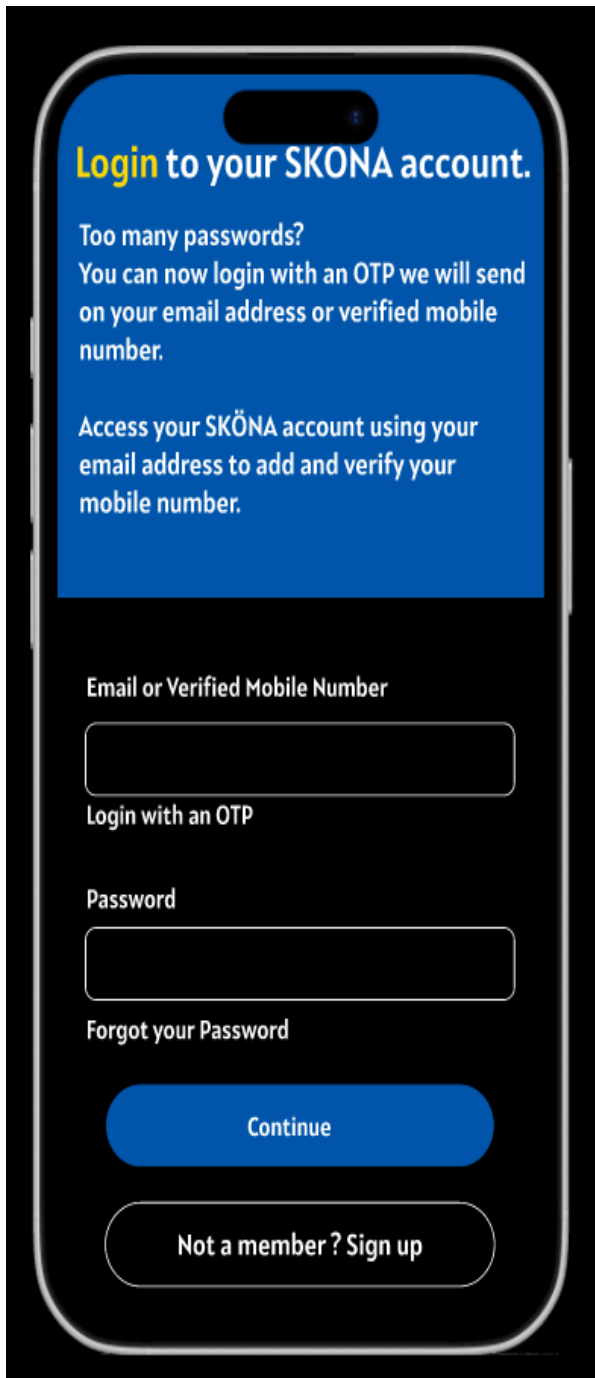 Login to your SKÖNA account.
Too many passwords?
You can now login with an OTP we will send
on your email address or verified mobile
number.
Access your SKÖNA account using your
email address to add and verify your
mobile number.
Email or Verified Mobile Number
Login with an OTP
Password
Forgot your Password
Continue
Not a member ? Sign up